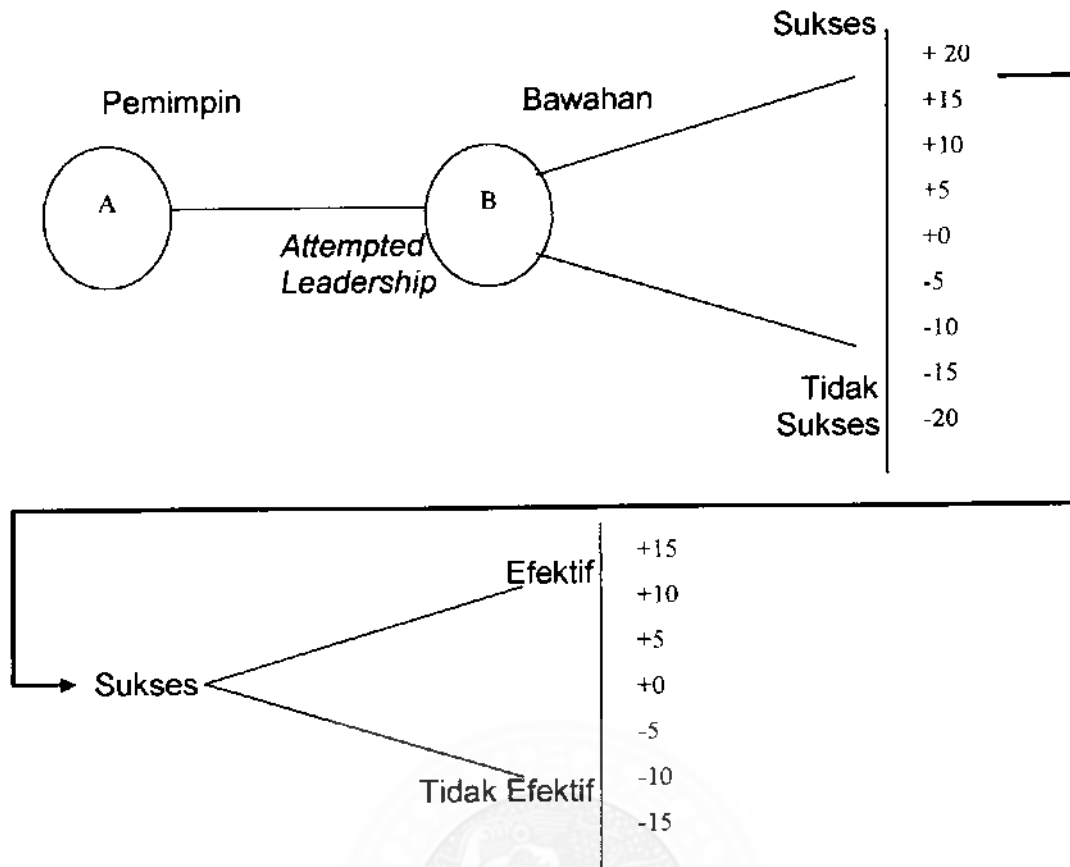 Sukses
+ 20
Pemimpin
Bawahan
+15
+10
A
B
+5
+0
Attempted
Leadership
-5
-10
Tidak
Sukses
-15
-20
+15
Efektif
+10
+5
Sukses
+0
-5
-10
Tidak Efektif
-15